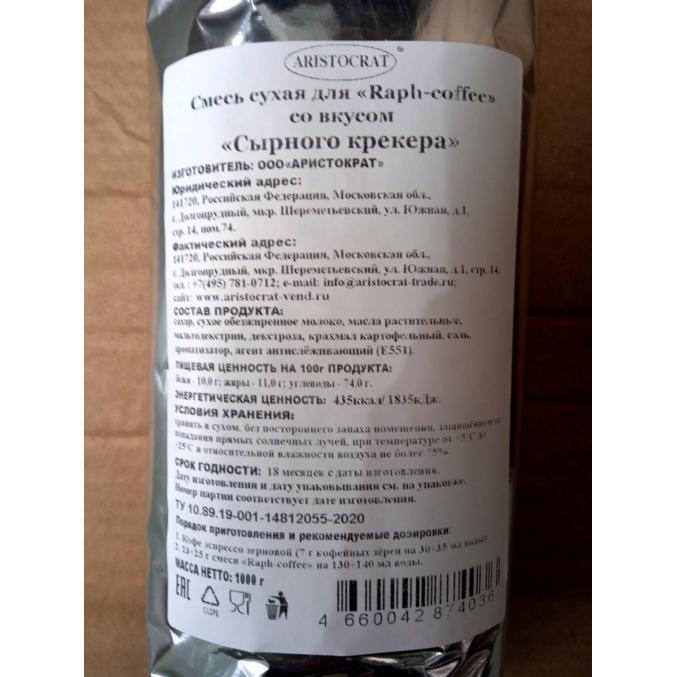 ARISTOCRAT ®
Смесь сухая для «Raph-coffee»
со вкусом
«Сырного крекера»
ИЗГОТОВИТЕЛЬ: ООО«АРИСТОКРАТ»
Юридический адрес:
141720, Российская Федерация, Московская обл.,
г. Долгопрудный, мкр. Шереметьевский, ул. Южная, д.1,
стр. 14, пом.74.
Фактический адрес:
141720, Российская Федерация, Московская обл.,
г. Долгопрудный, мкр. Шереметьевский, ул. Южная, д.1, стр. 14;
тел.: +7(495) 781-0712; e-mail: info@aristocrat-trade.ru;
сайт: www.aristocrat-vend.ru
СОСТАВ ПРОДУКТА:
сахар, сухое обезжиренное молоко, масла растительные,
мальтодекстрин, декстроза, крахмал картофельный, соль,
ароматизатор, агент антислёживающий (Е551).
ПИЩЕВАЯ ЦЕННОСТЬ НА 100г ПРОДУКТА:
белки - 10,0 г; жиры - 11,0 г; углеводы - 74,0 г.
ЭНЕРГЕТИЧЕСКАЯ ЦЕННОСТЬ: 435ккал/ 1835кДж.
УСЛОВИЯ ХРАНЕНИЯ:
хранить в сухом, без постороннего запаха помещении, защищённом от
попадания прямых солнечных лучей, при температуре от +5°С до
+25°С и относительной влажности воздуха не более 75%.
СРОК ГОДНОСТИ: 18 месяцев с даты изготовления.
Дату изготовления и дату упаковывания см. на упаковке.
Номер партии соответствует дате изготовления.
ТУ 10.89.19-001-14812055-2020
Порядок приготовления и рекомендуемые дозировки:
1. Кофе эспрессо зерновой (7 г кофейных зёрен на 30-35 мл воды).
2. 23-25 г смеси «Raph-coffee» на 130-140 мл воды.
МАССА НЕТТО: 1000 г
EAC
C/LDPE
4 660042 874036